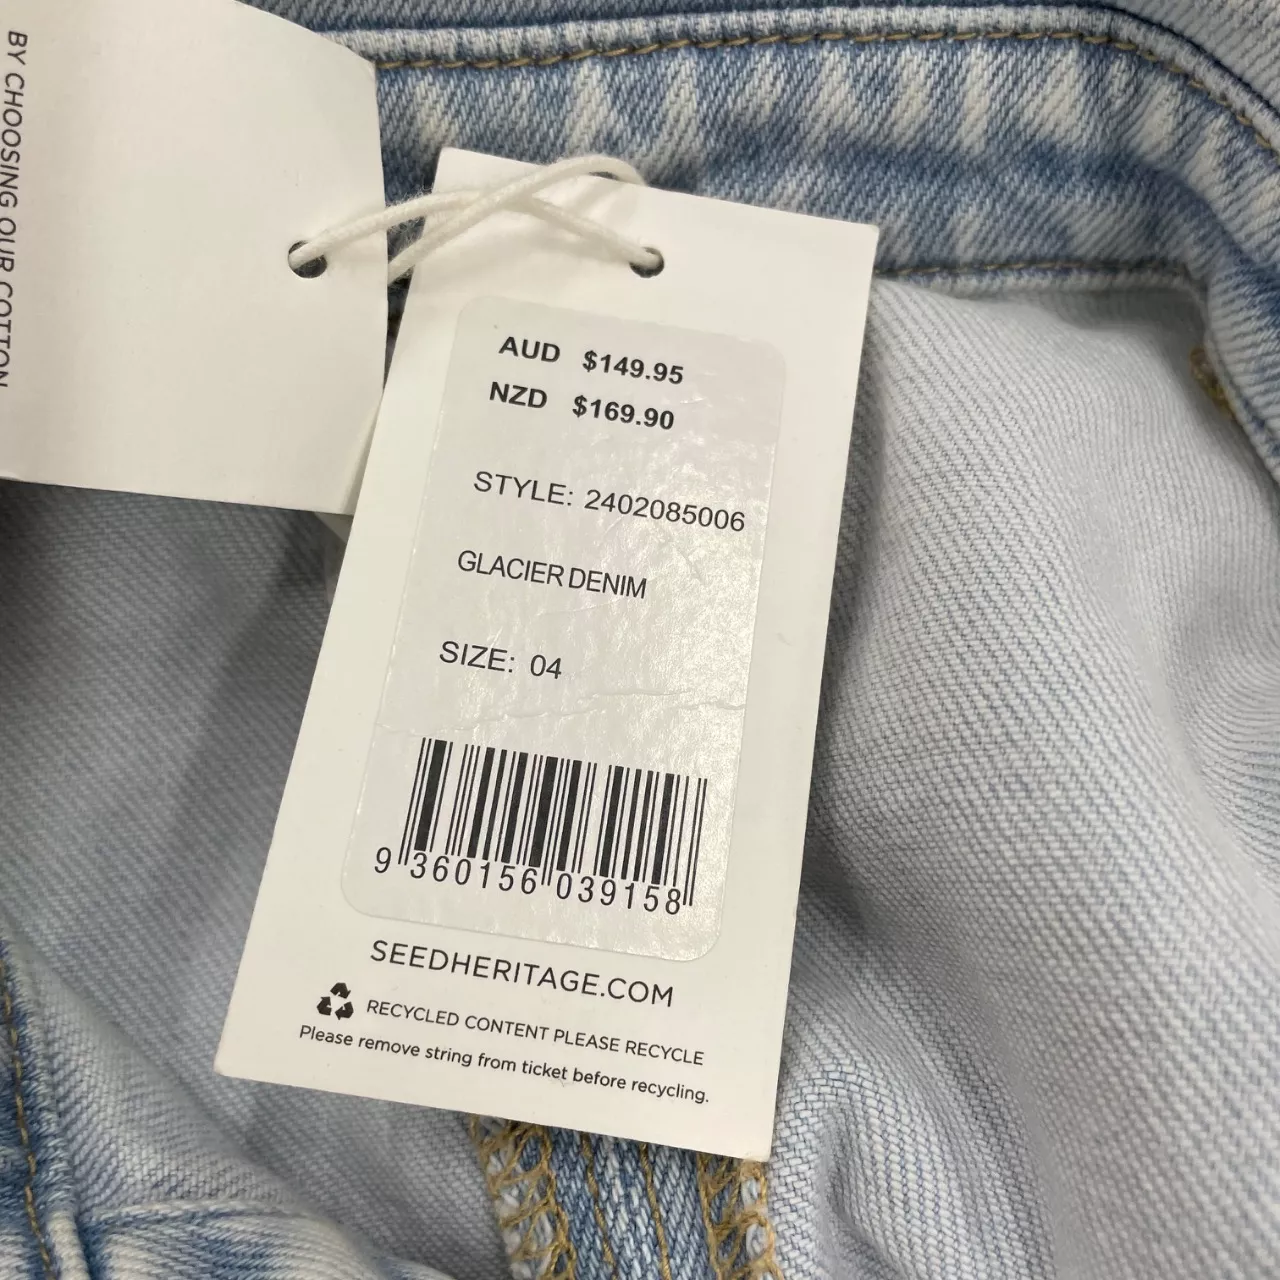 BY CHOOSING OUR COTTON
AUD $149.95
NZD $169.90
STYLE: 2402085006
GLACIER DENIM
SIZE: 04
9 360156 039158
SEEDHERITAGE.COM
RECYCLED CONTENT PLEASE RECYCLE
Please remove string from ticket before recycling.